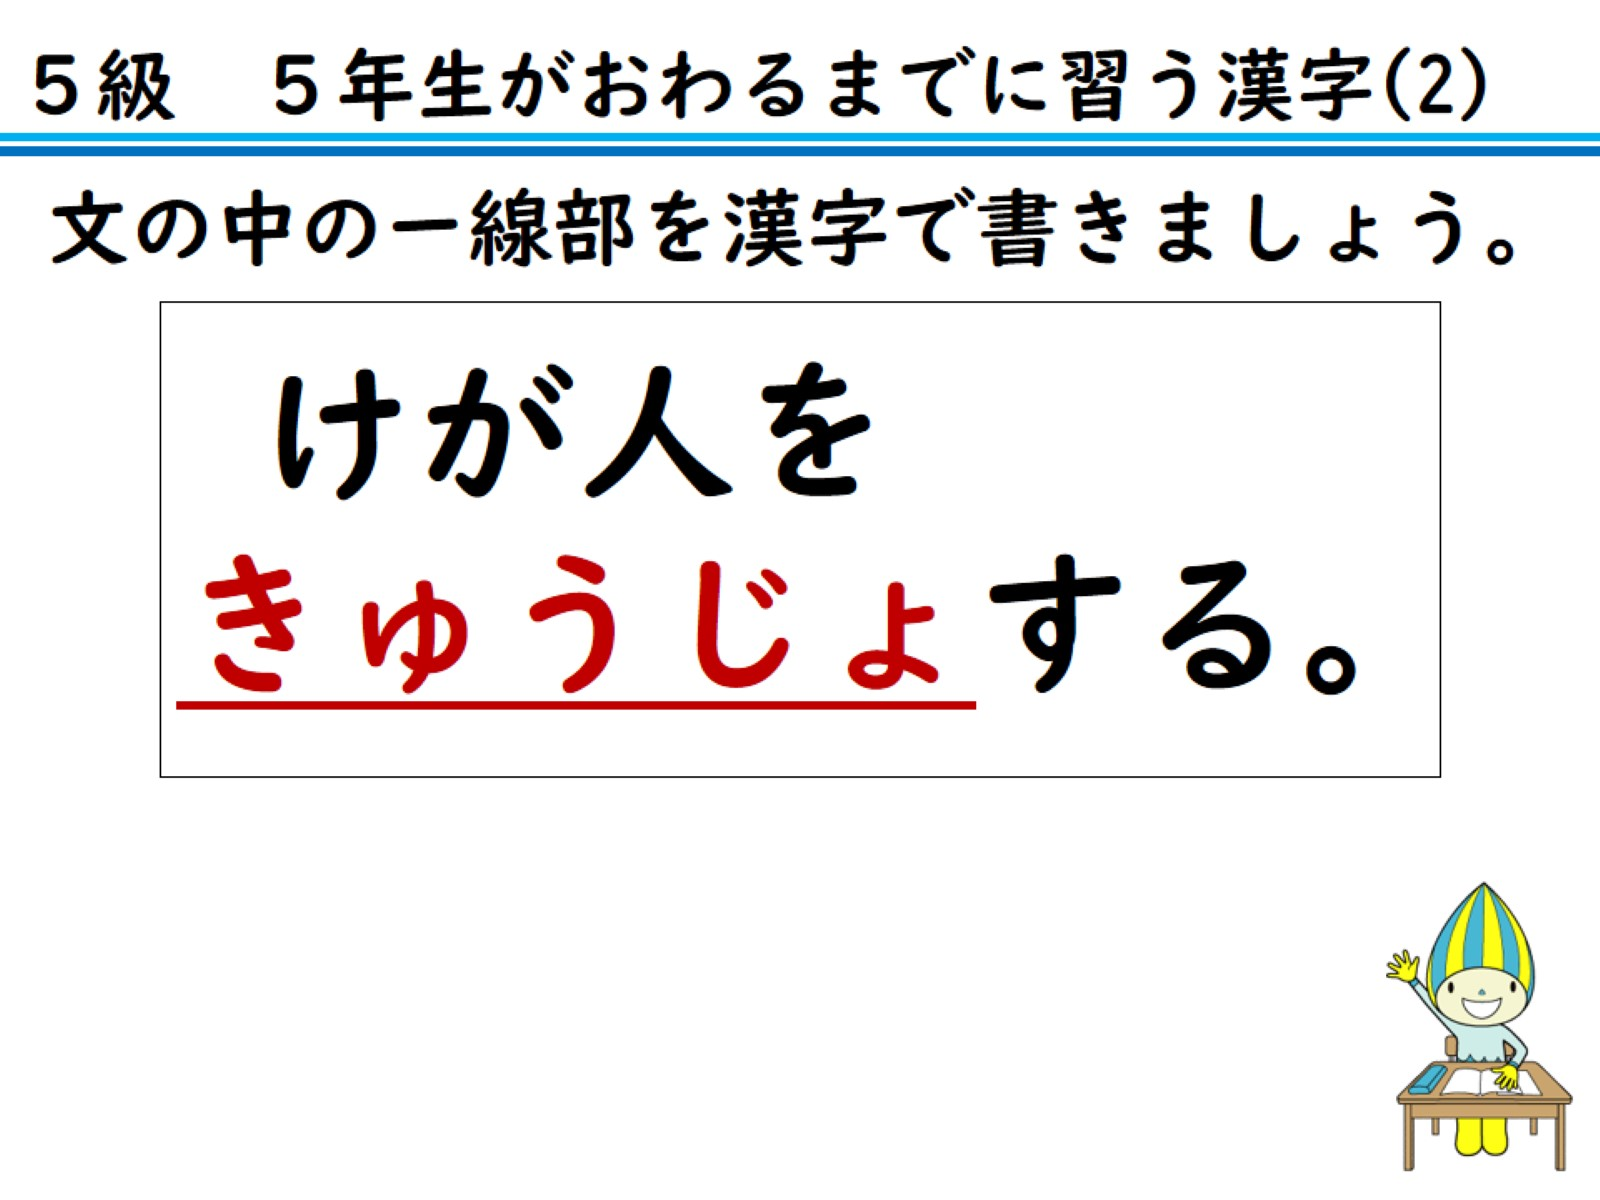 ５級　５年生がおわるまでに習う漢字(2)
文の中の一線部を漢字で書きましょう。
けが人を
きゅうじょする。